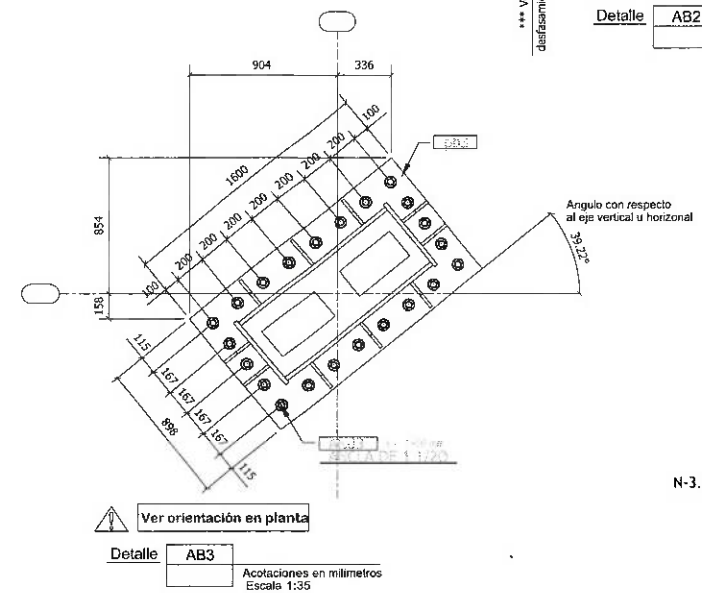 *** V
desfasami
Detalle AB2
904
336
100
200
200
200
200
200
200
200
100
1600
854
158
Angulo con respecto
al eje vertical u horizonal
39.22°
115
167
167
167
167
115
898
N-3.
Ver orientación en planta
Detalle AB3
Acotaciones en milimetros
Escala 1:35